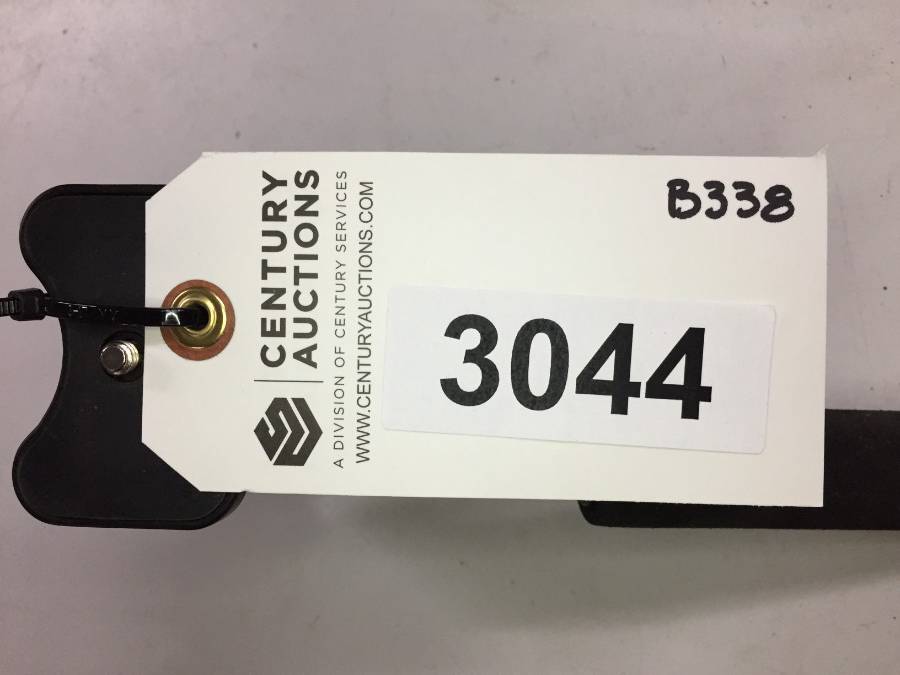 CENTURY
AUCTIONS
A DIVISION OF CENTURY SERVICES
WWW.CENTURYAUCTIONS.COM
B338
3044